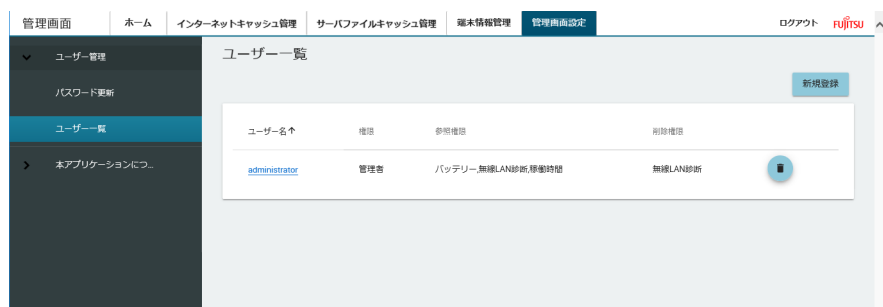 管理画面 ホーム インターネットキャッシュ管理 サーバファイルキャッシュ管理 端末情報管理 管理画面設定 ログアウト FUJITSU
ユーザー管理
ユーザー一覧
パスワード更新
新規登録
ユーザー一覧
ユーザー名↑ 権限 参照権限 削除権限
本アプリケーションにつ...
administrator 管理者 バッテリー,無線LAN診断,稼働時間 無線LAN診断